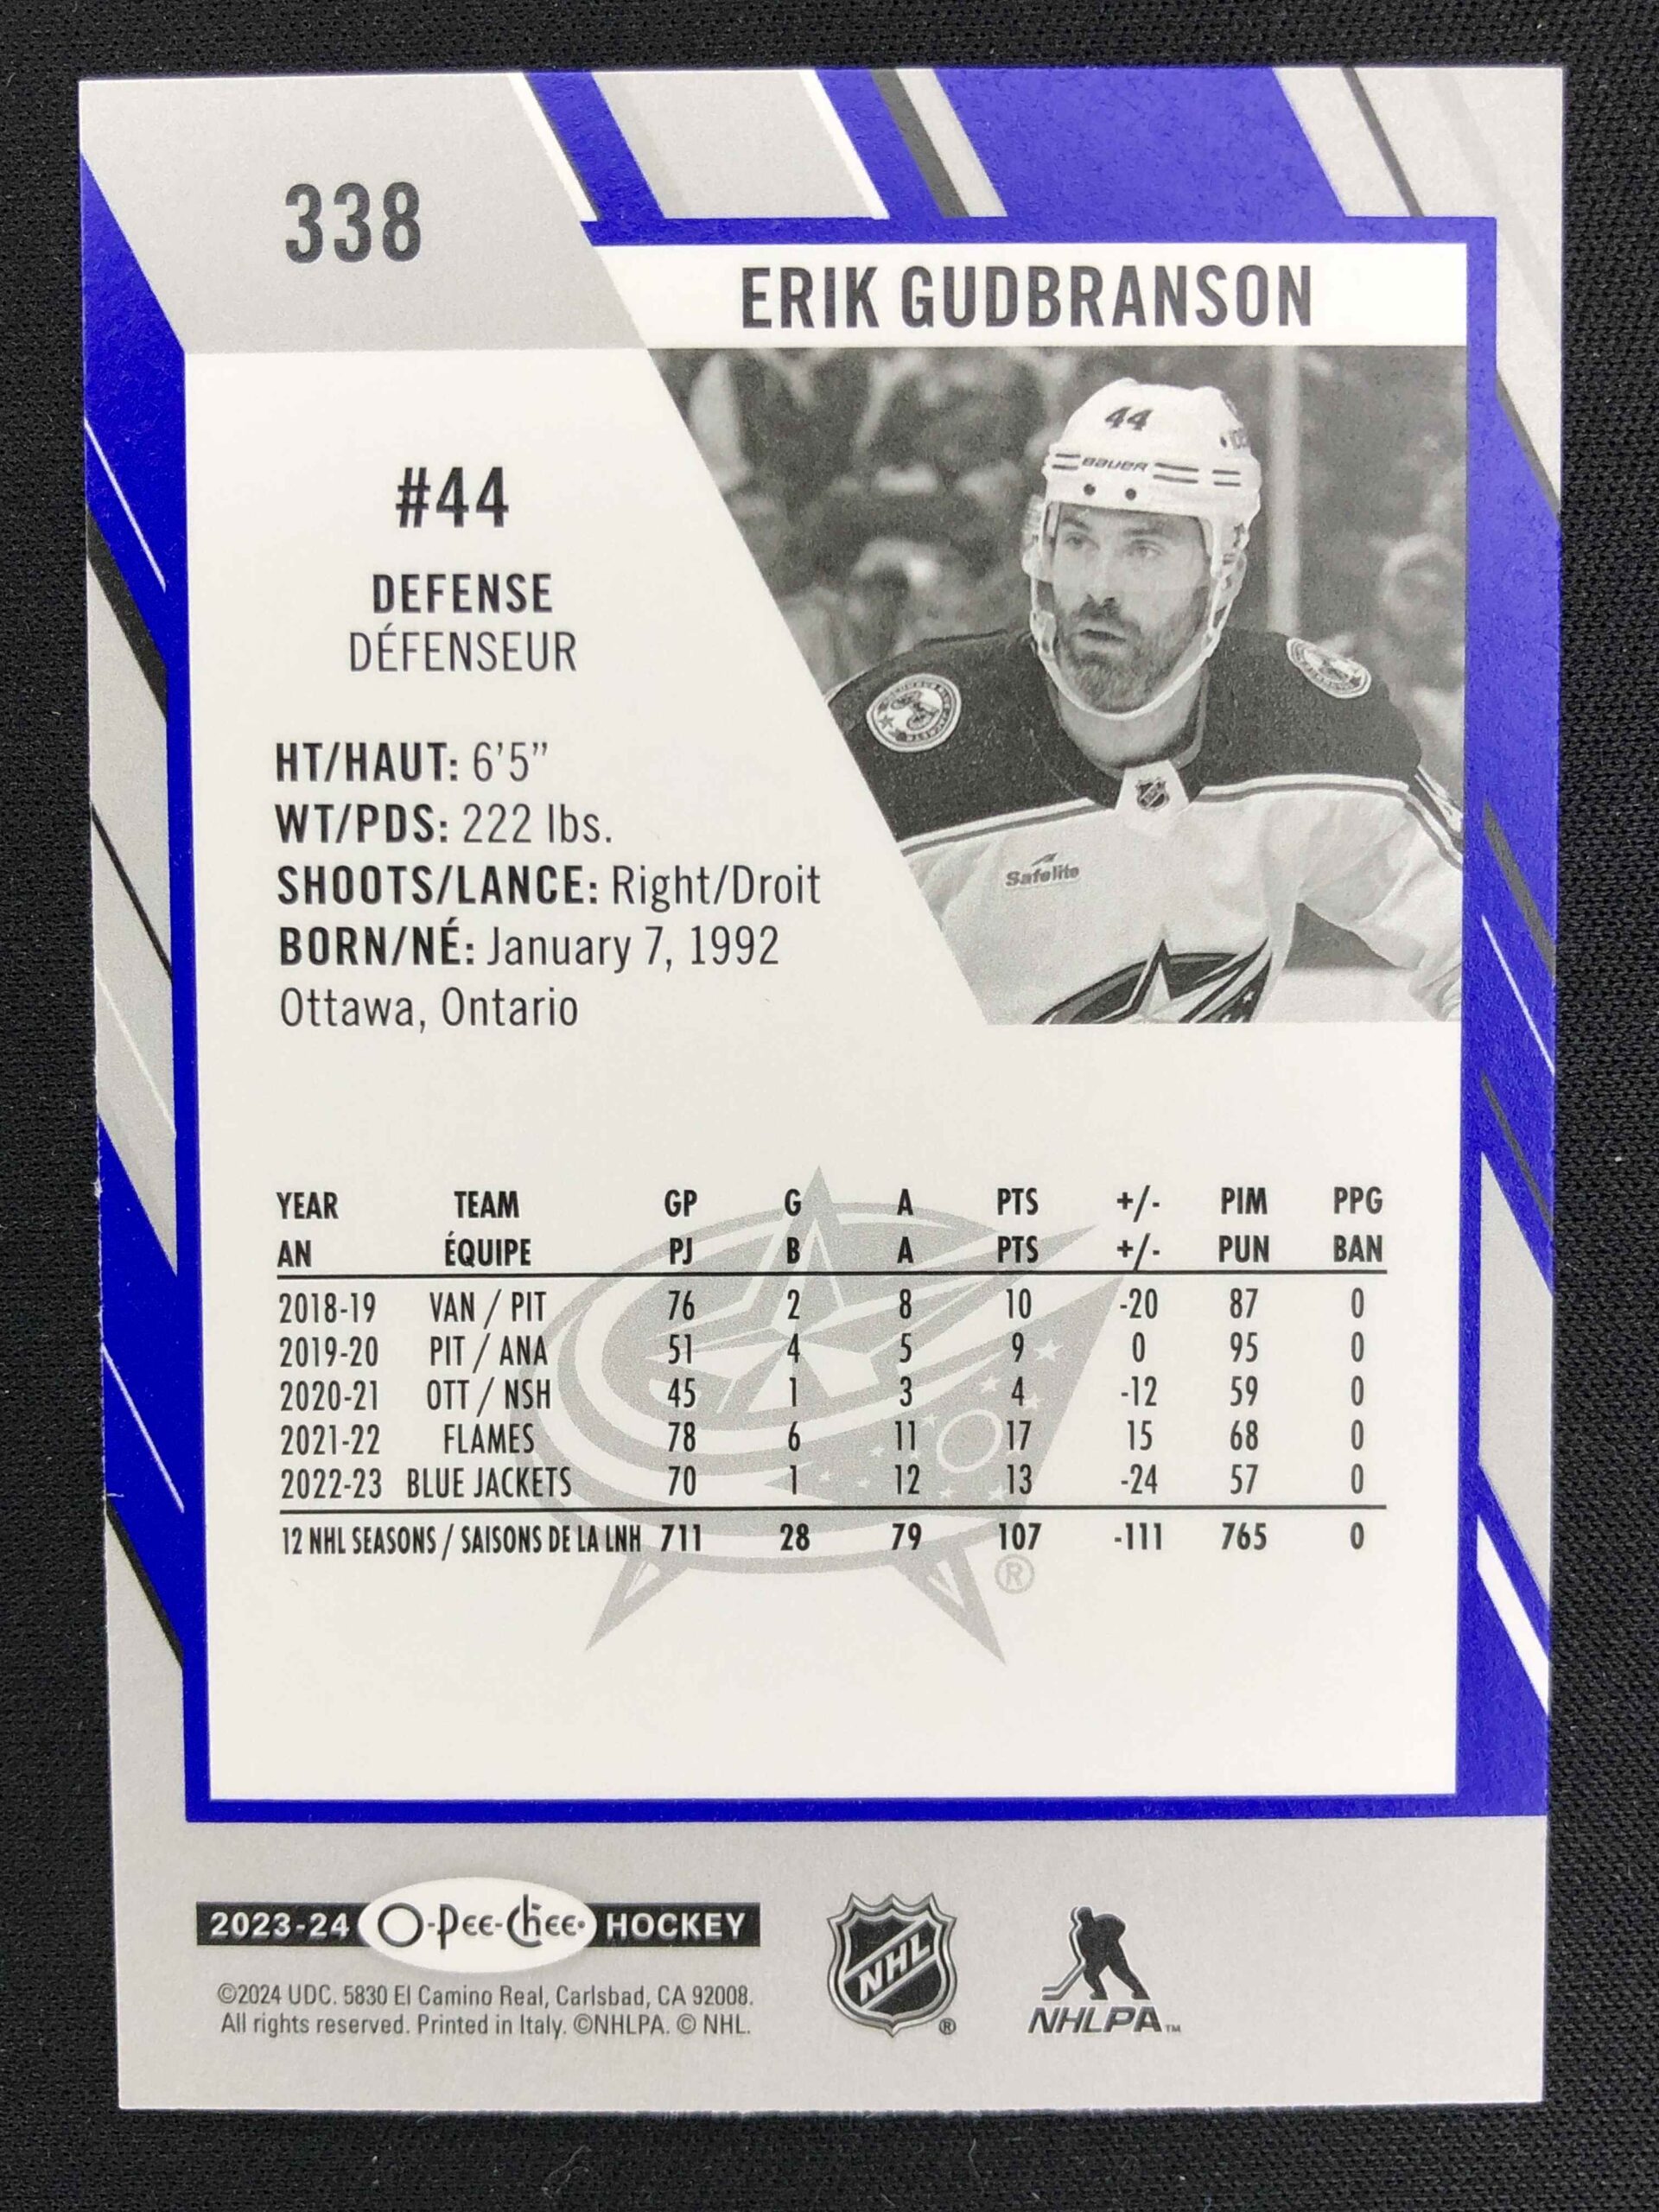 338
ERIK GUDBRANSON
44
BAUER
#44
DEFENSE
DÉFENSEUR
HT/HAUT: 6'5"
WT/PDS: 222 lbs.
SHOOTS/LANCE: Right/Droit
BORN/NÉ: January 7, 1992
Ottawa, Ontario
Safelite
YEAR TEAM GP G A PTS +/- PIM PPG
AN ÉQUIPE PJ B A PTS +/- PUN BAN
2018-19 VAN / PIT 76 2 8 10 -20 87 0
2019-20 PIT / ANA 51 4 5 9 0 95 0
2020-21 OTT / NSH 45 1 3 4 -12 59 0
2021-22 FLAMES 78 6 11 17 15 68 0
2022-23 BLUE JACKETS 70 1 12 13 -24 57 0
12 NHL SEASONS / SAISONS DE LA LNH 711 28 79 107 -111 765 0
®
2023-24 O-Pee-Chee® HOCKEY
©2024 UDC. 5830 El Camino Real, Carlsbad, CA 92008.
All rights reserved. Printed in Italy. ©NHLPA. © NHL.
NHL ®
NHLPA™